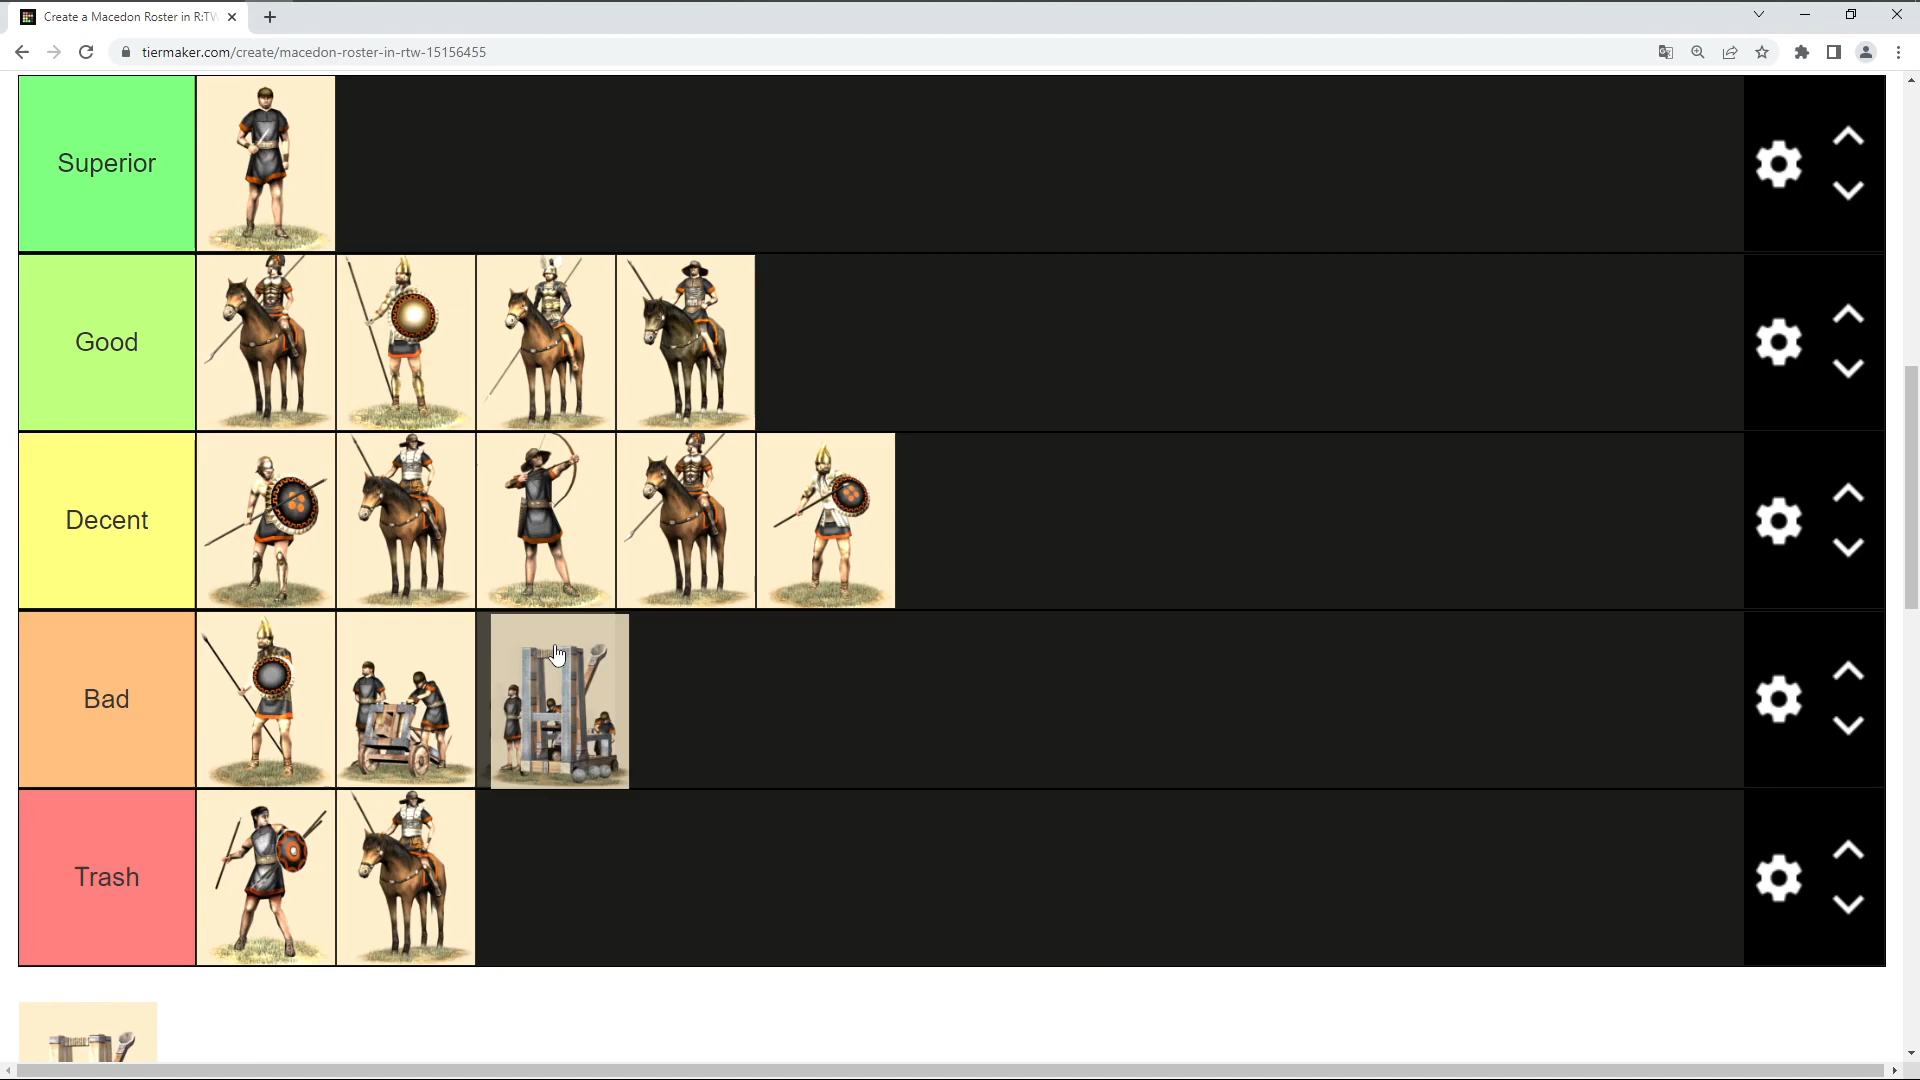 Create a Macedon Roster in R:TW
tiermaker.com/create/macedon-roster-in-rtw-15156455
Superior
Good
Decent
Bad
Trash